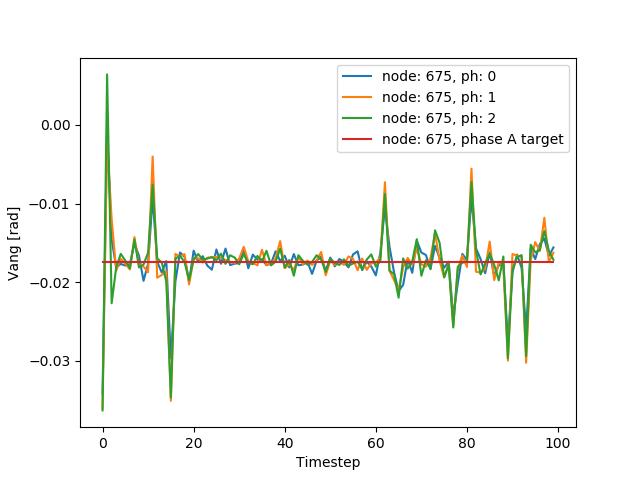 node: 675, ph: 0
node: 675, ph: 1
node: 675, ph: 2
node: 675, phase A target
0.00
−0.01
−0.02
−0.03
Vang [rad]
0 20 40 60 80 100
Timestep